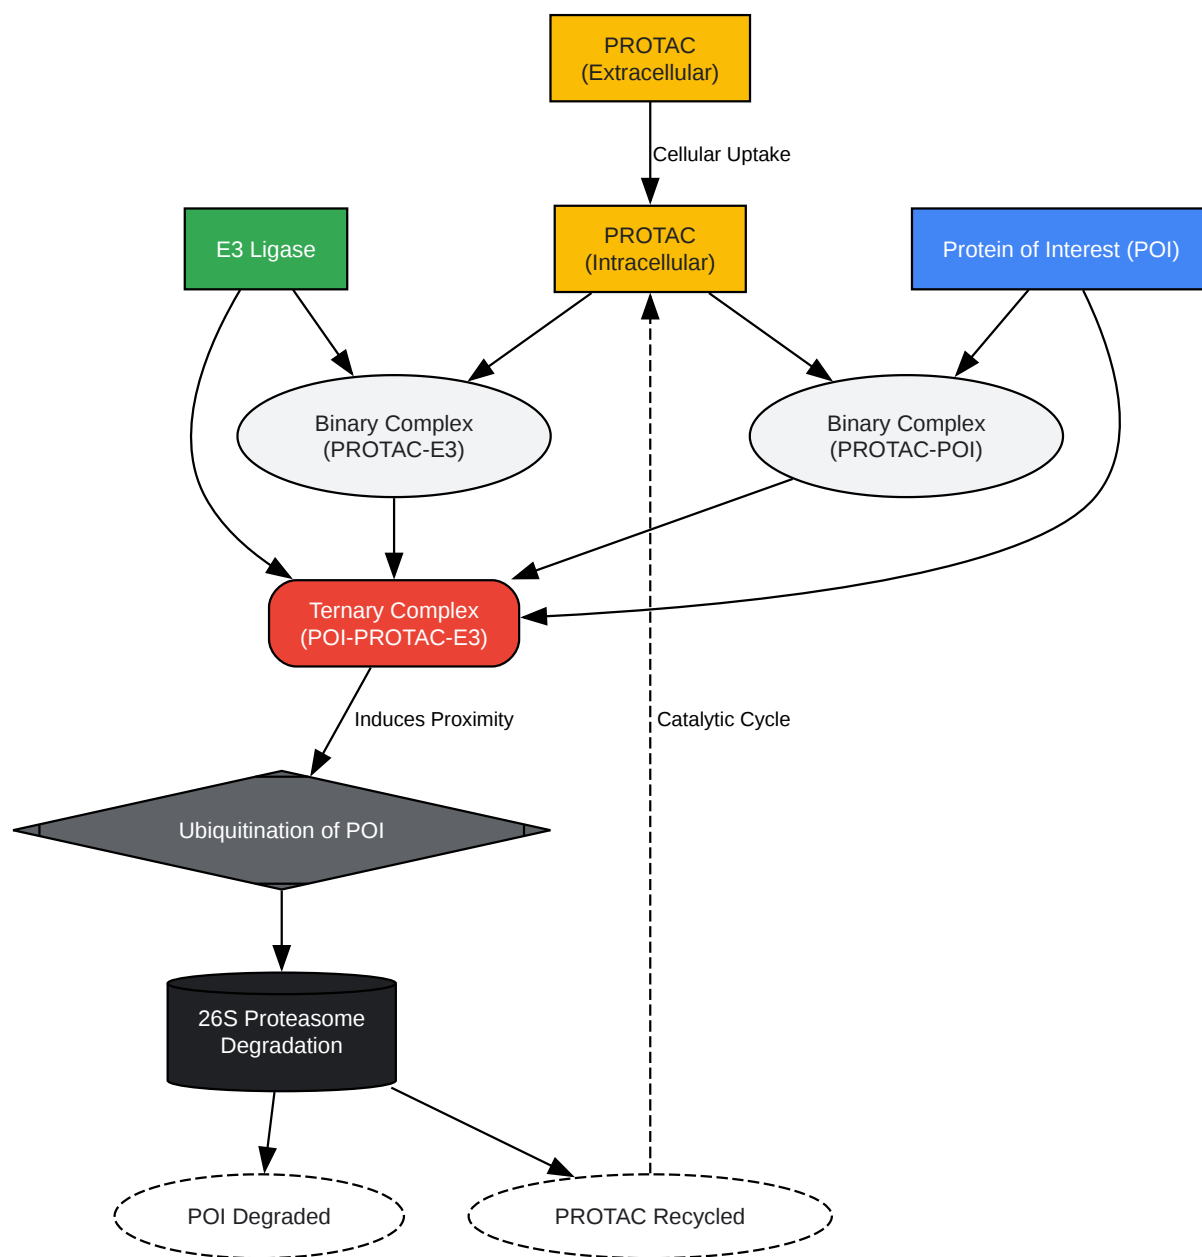 PROTAC
(Extracellular)
Cellular Uptake
E3 Ligase
PROTAC
(Intracellular)
Protein of Interest (POI)
Binary Complex
(PROTAC-E3)
Binary Complex
(PROTAC-POI)
Ternary Complex
(POI-PROTAC-E3)
Induces Proximity
Catalytic Cycle
Ubiquitination of POI
26S Proteasome
Degradation
POI Degraded
PROTAC Recycled